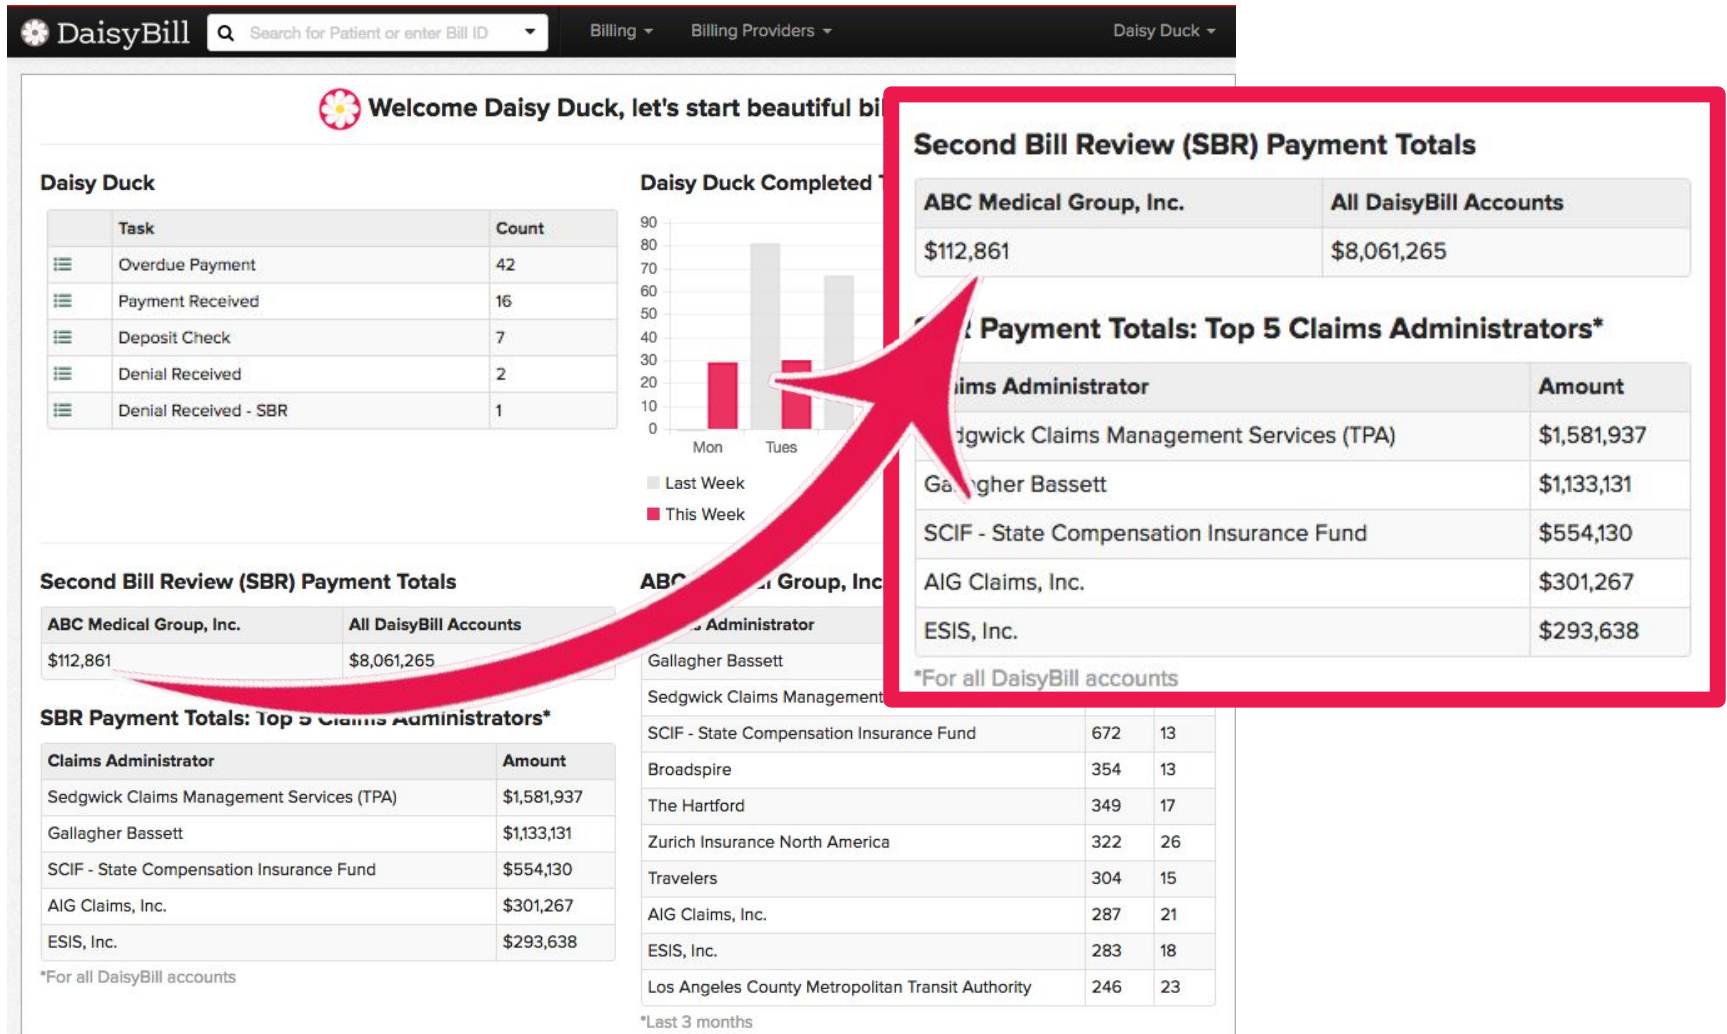 DaisyBill
Search for Patient or enter Bill ID
Billing
Billing Providers
Daisy Duck
Welcome Daisy Duck, let's start beautiful
Daisy Duck
Task Count
Overdue Payment 42
Payment Received 16
Deposit Check 7
Denial Received 2
Denial Received - SBR 1
Daisy Duck Completed
90
80
70
60
50
40
30
20
10
0
Mon Tues
Last Week
This Week
Second Bill Review (SBR) Payment Totals
ABC Medical Group, Inc. All DaisyBill Accounts
$112,861 $8,061,265
SBR Payment Totals: Top 5 Claims Administrators*
Claims Administrator Amount
Sedgwick Claims Management Services (TPA) $1,581,937
Gallagher Bassett $1,133,131
SCIF - State Compensation Insurance Fund $554,130
AIG Claims, Inc. $301,267
ESIS, Inc. $293,638
*For all DaisyBill accounts
ABC Group, Inc
Administrator
Gallagher Bassett
Sedgwick Claims Management
SCIF - State Compensation Insurance Fund 672 13
Broadspire 354 13
The Hartford 349 17
Zurich Insurance North America 322 26
Travelers 304 15
AIG Claims, Inc. 287 21
ESIS, Inc. 283 18
Los Angeles County Metropolitan Transit Authority 246 23
*Last 3 months
Second Bill Review (SBR) Payment Totals
ABC Medical Group, Inc. All DaisyBill Accounts
$112,861 $8,061,265
Payment Totals: Top 5 Claims Administrators*
Administrator Amount
Claims Management Services (TPA) $1,581,937
Bassett $1,133,131
SCIF - State Compensation Insurance Fund $554,130
AIG Claims, Inc. $301,267
ESIS, Inc. $293,638
*For all DaisyBill accounts